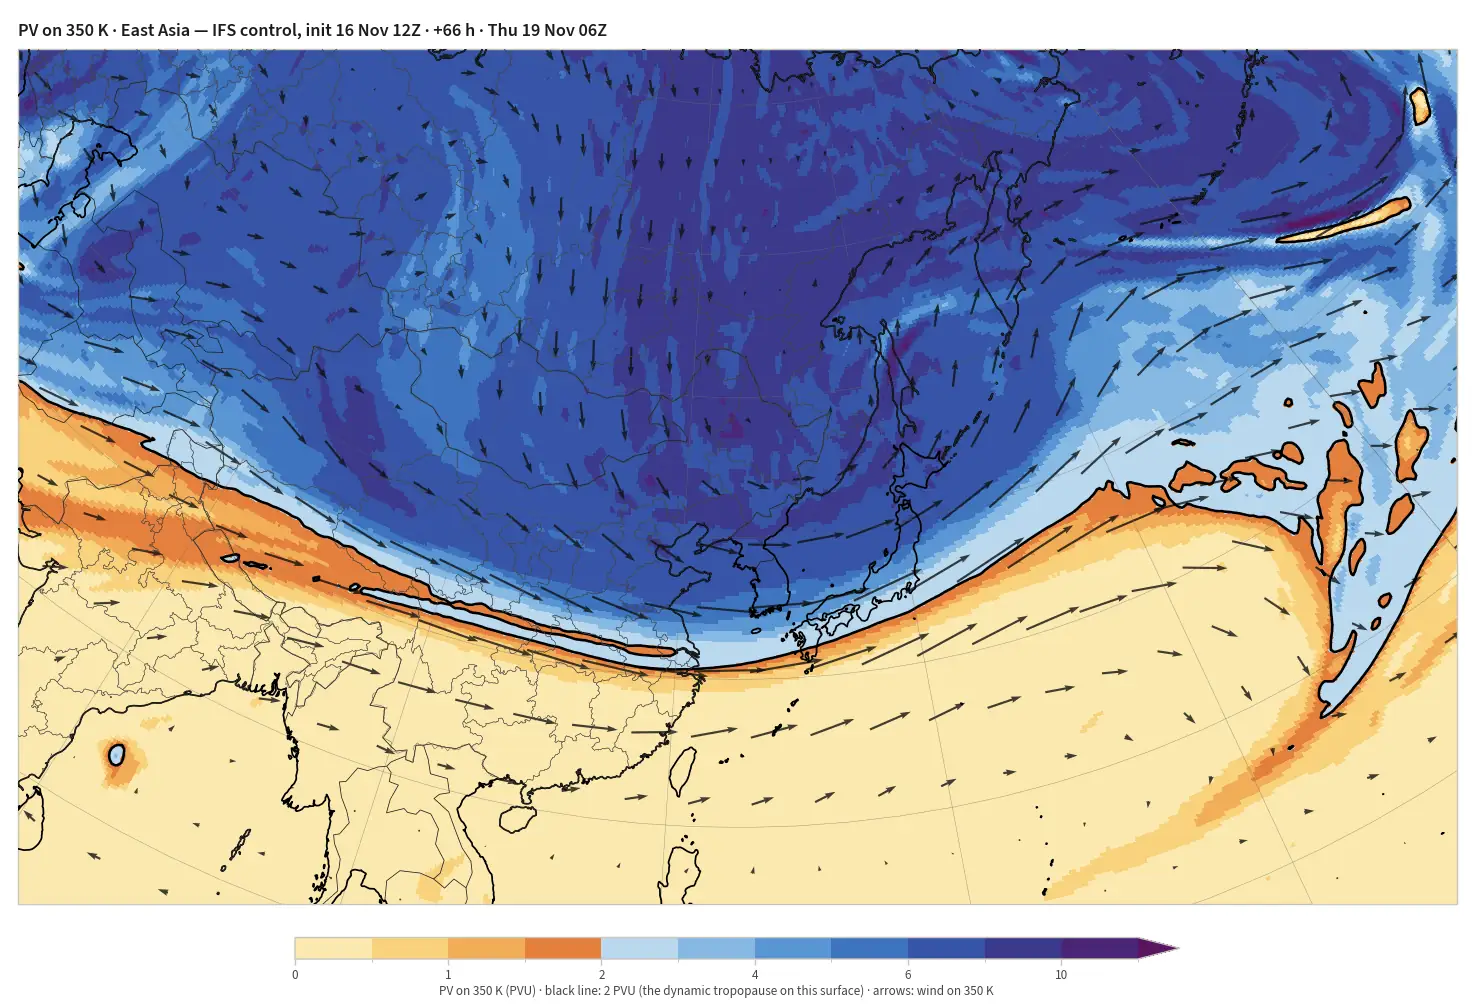 PV on 350 K · East Asia — IFS control, init 16 Nov 12Z · +66 h · Thu 19 Nov 06Z
0 1 2 4 6 10
PV on 350 K (PVU) · black line: 2 PVU (the dynamic tropopause on this surface) · arrows: wind on 350 K